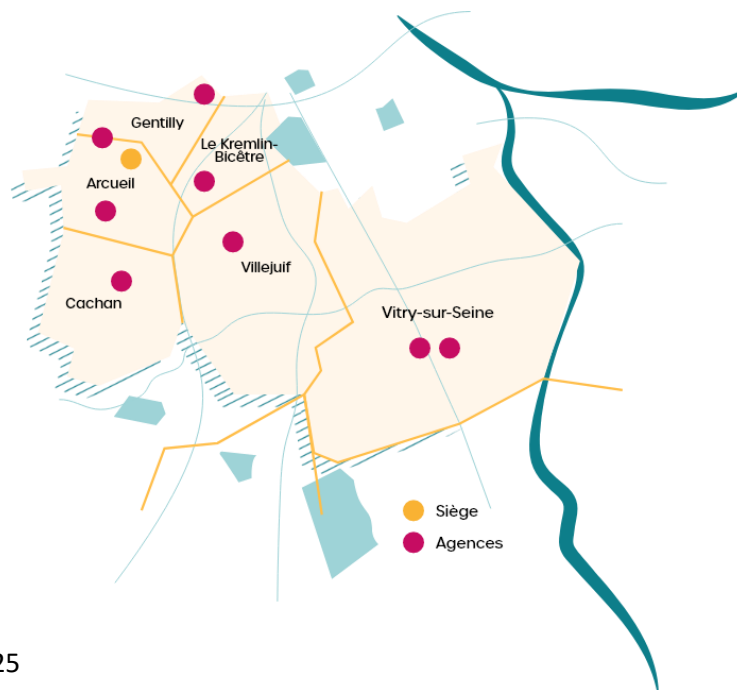 Gentilly
Le Kremlin-
Bicêtre
Arcueil
Villejuif
Cachan
Vitry-sur-Seine
Siège
Agences
25